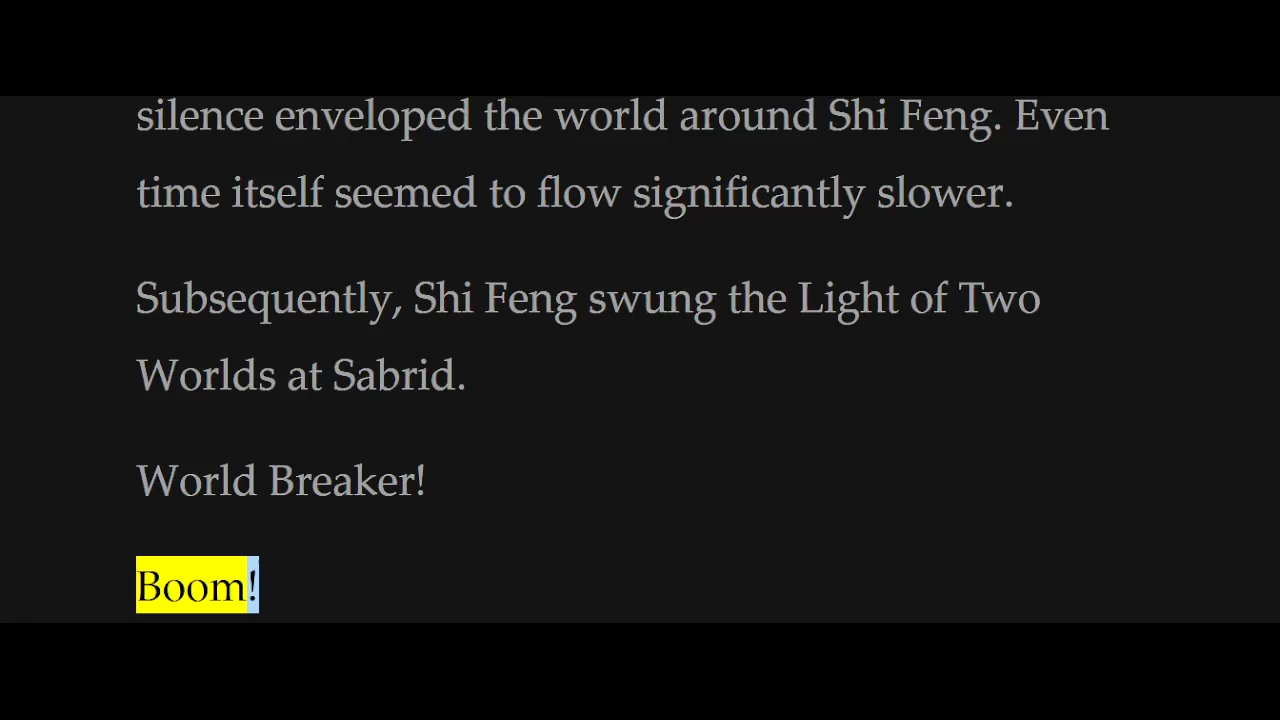 silence enveloped the world around Shi Feng. Even
time itself seemed to flow significantly slower.
Subsequently, Shi Feng swung the Light of Two
Worlds at Sabrid.
World Breaker!
Boom!